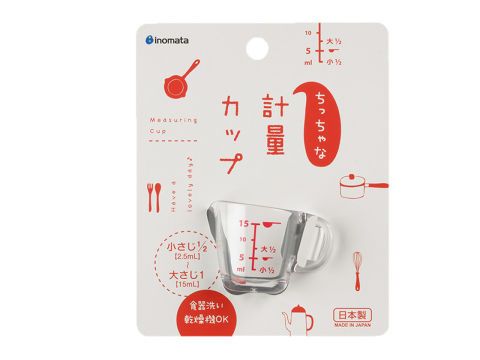 inomata
10
大½
5
小½
ml
ちっちゃな
計量
カップ
Measuring
Cup
Have a
lovely day♪
15
10
大½
5
小½
ml
小さじ½
【2.5mL】
~
大さじ1
【15mL】
食器洗い
乾燥機OK
日本製
MADE IN JAPAN